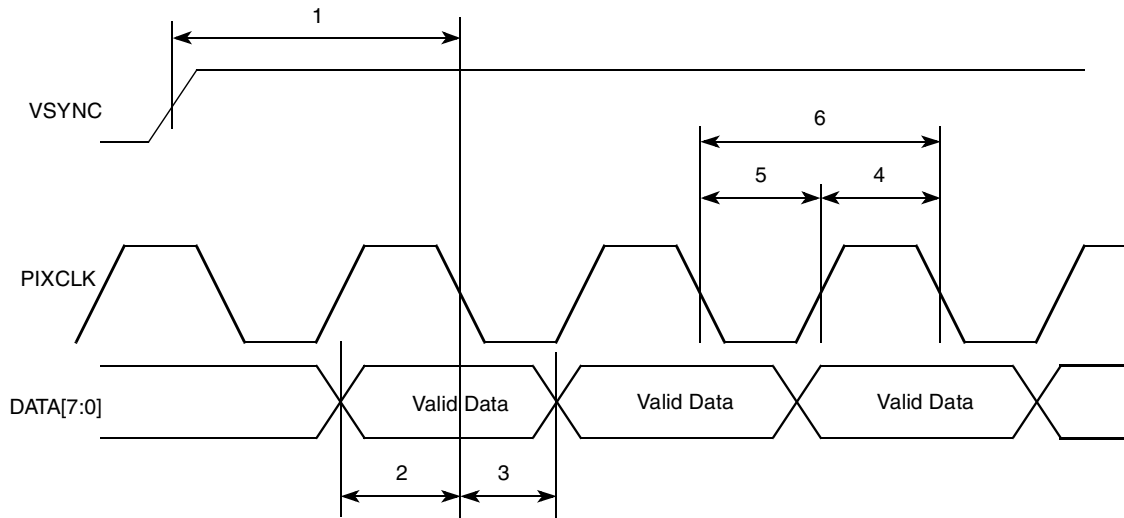 1
VSYNC
6
5
4
PIXCLK
DATA[7:0]
Valid Data
Valid Data
Valid Data
2
3